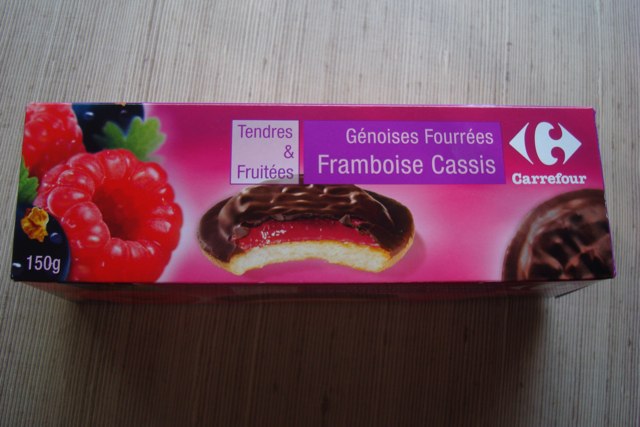 Tendres
&
Fruitées
Génoises Fourrées
Framboise Cassis
Carrefour
150g